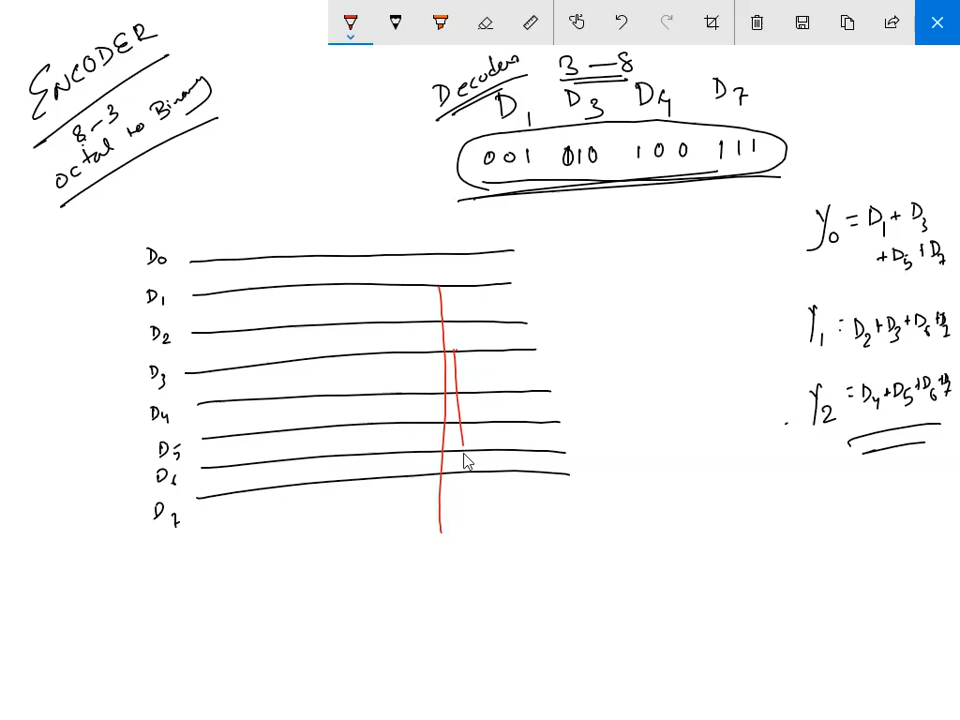 ENCODER
8-3
octal to Binary
Decoders 3-8
D1 D3 D4 D7
001 010 100 111
Y0 = D1 + D3
+ D5 + D7
Y1 = D2 + D3 + D6 + D7
Y2 = D4 + D5 + D6 + D7
D0
D1
D2
D3
D4
D5
D6
D7